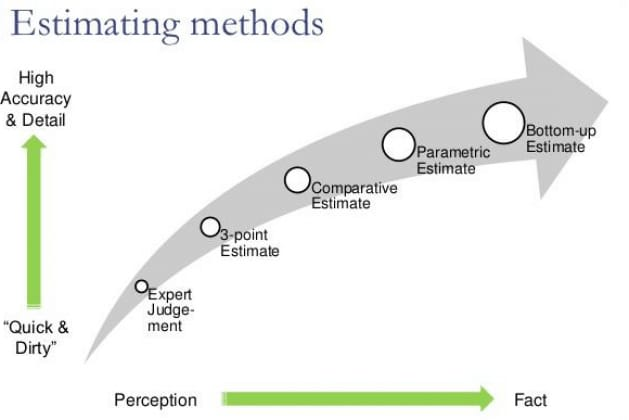 Estimating methods
High
Accuracy
& Detail
Bottom-up
Estimate
Parametric
Estimate
Comparative
Estimate
3-point
Estimate
Expert
Judge-
ment
“Quick &
Dirty”
Perception
Fact